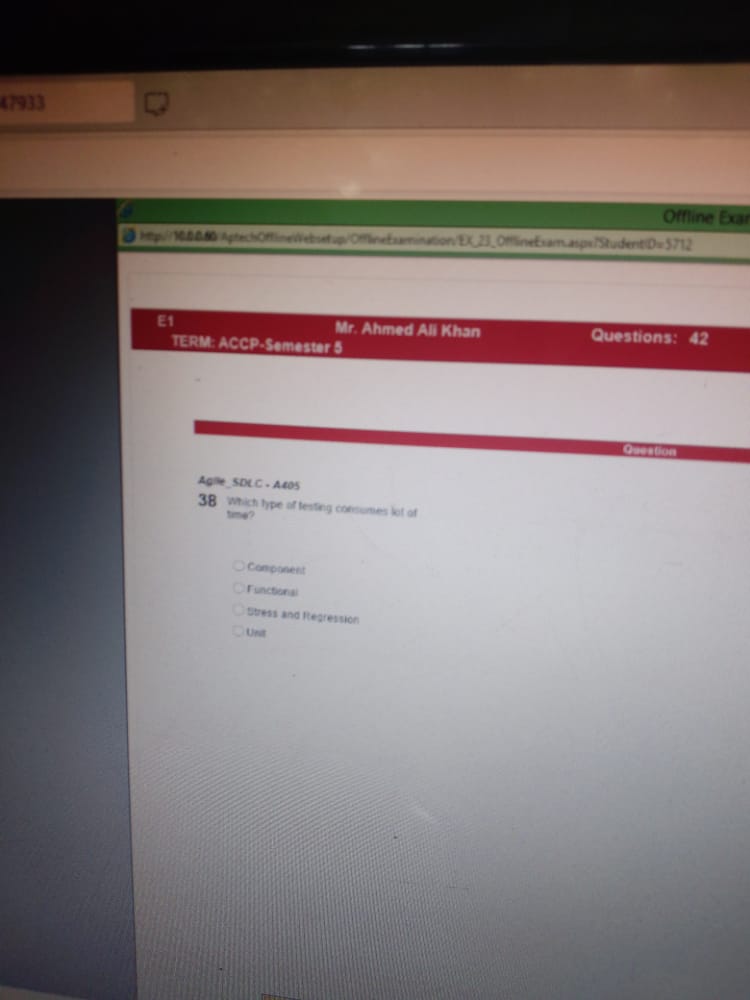 47933
Offline Exa
http://10.0.0.60/AptechOfflineWebsetup/OfflineExamination/EX_23_OfflineExam.aspx?StudentID=5712
E1
Mr. Ahmed Ali Khan
Questions: 42
TERM: ACCP-Semester 5
Question
Agile_SDLC - A405
38 Which type of testing consumes lot of
time?
Component
Functional
Stress and Regression
Unit